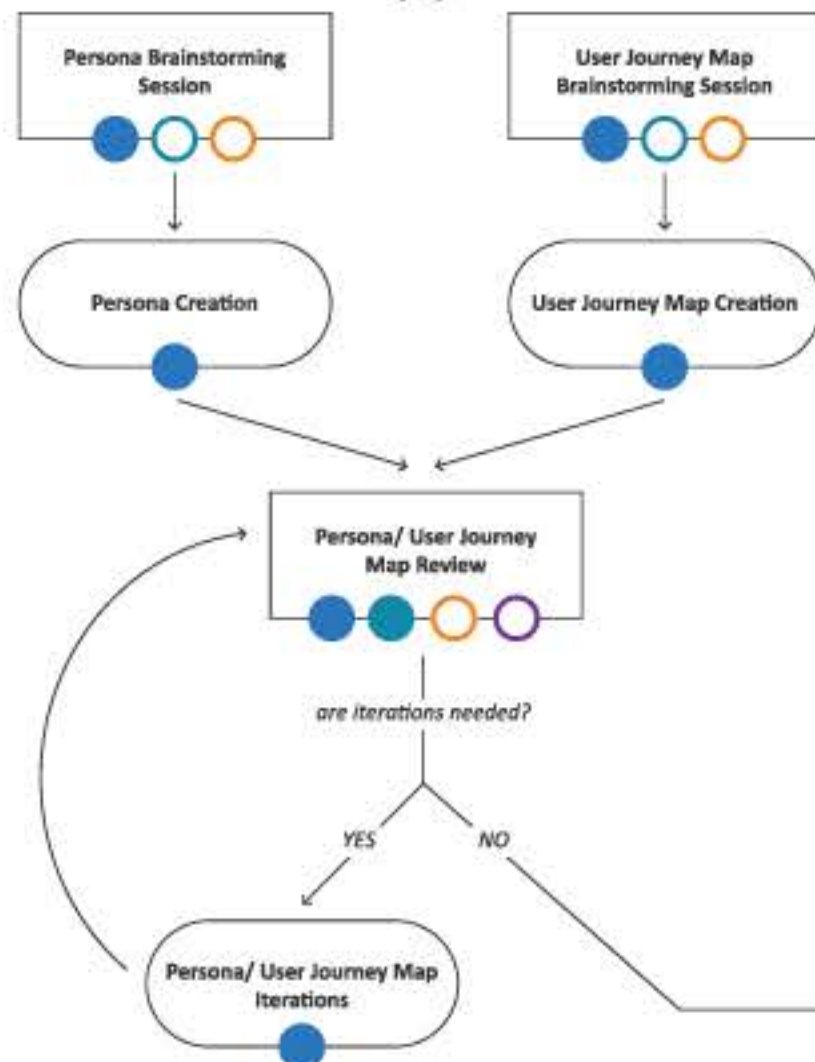 Persona Brainstorming
Session
User Journey Map
Brainstorming Session
Persona Creation
User Journey Map Creation
Persona/ User Journey
Map Review
are iterations needed?
YES
NO
Persona/ User Journey Map
Iterations